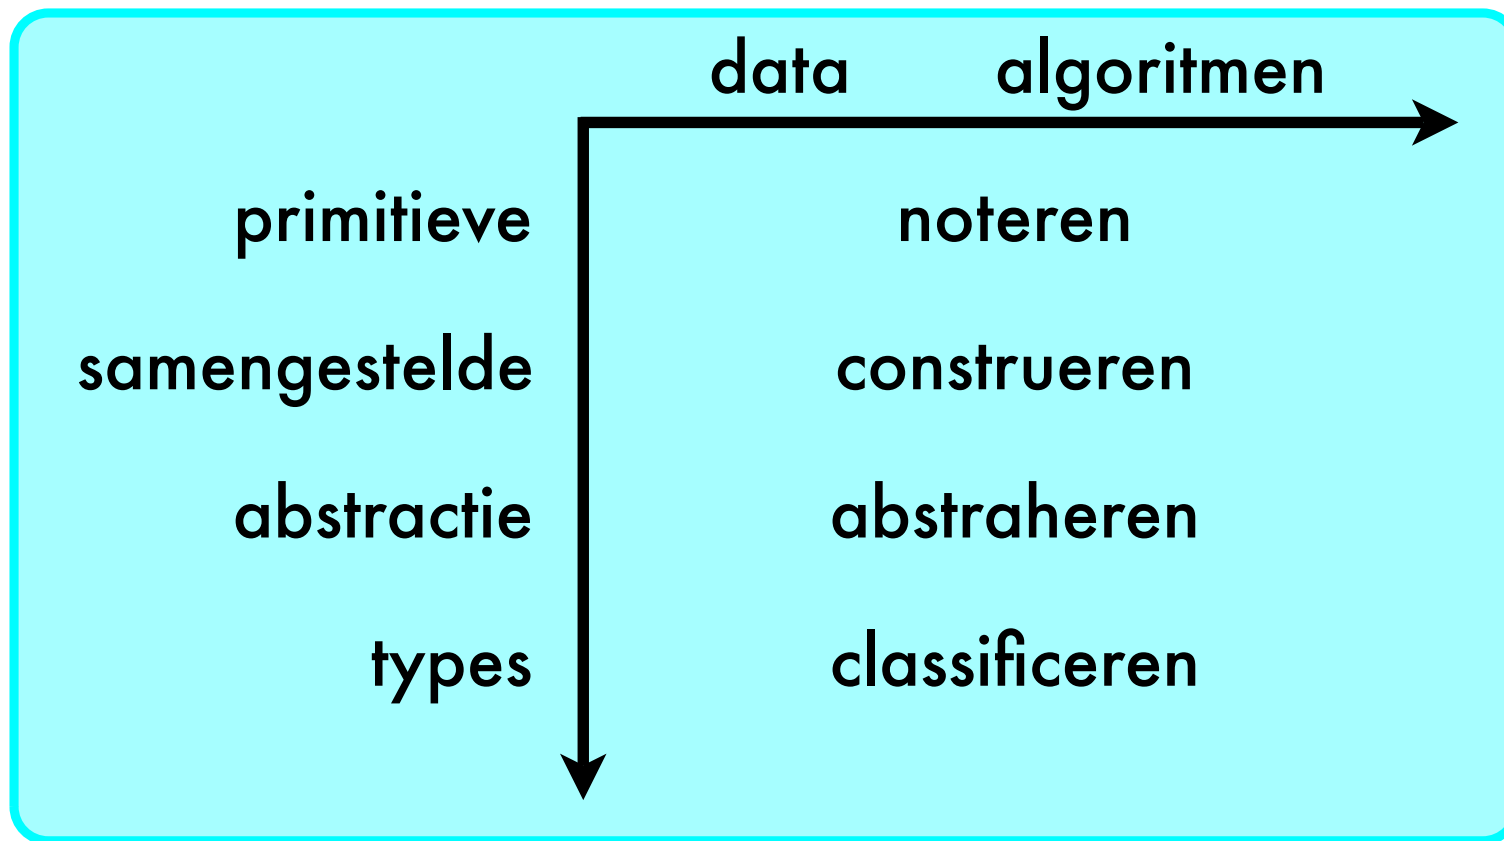 data algoritmen
primitieve noteren
samengestelde construeren
abstractie abstraheren
types classificeren